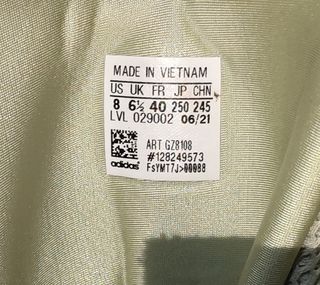 MADE IN VIETNAM
US UK FR JP CHN
8 6½ 40 250 245
LVL 029002 06/21
ART GZ8108
#128249573
adidas